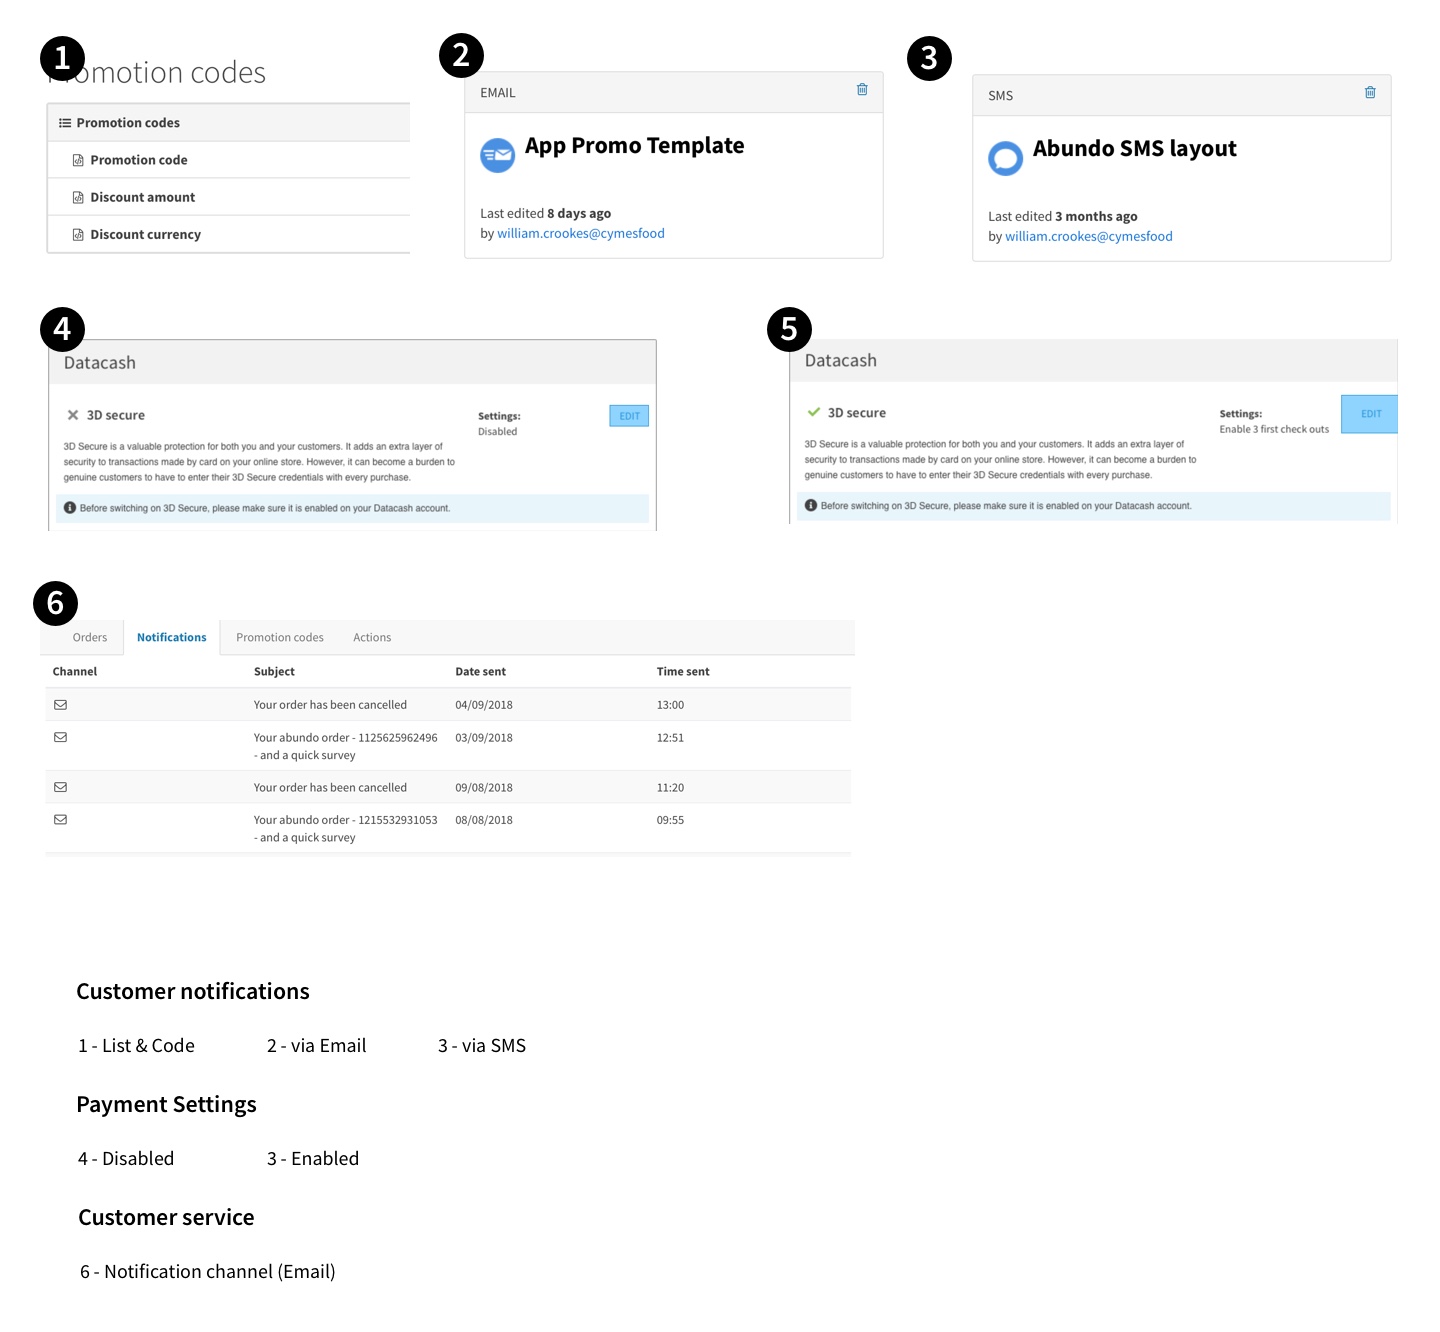 1
Promotion codes
Promotion codes
Promotion code
Discount amount
Discount currency
2
EMAIL
App Promo Template
Last edited 8 days ago
by william.crookes@cymesfood
3
SMS
Abundo SMS layout
Last edited 3 months ago
by william.crookes@cymesfood
4
Datacash
3D secure
Settings:
Disabled
EDIT
3D Secure is a valuable protection for both you and your customers. It adds an extra layer of
security to transactions made by card on your online store. However, it can become a burden to
genuine customers to have to enter their 3D Secure credentials with every purchase.
Before switching on 3D Secure, please make sure it is enabled on your Datacash account.
5
Datacash
3D secure
Settings:
Enable 3 first check outs
EDIT
3D Secure is a valuable protection for both you and your customers. It adds an extra layer of
security to transactions made by card on your online store. However, it can become a burden to
genuine customers to have to enter their 3D Secure credentials with every purchase.
Before switching on 3D Secure, please make sure it is enabled on your Datacash account.
6
Orders Notifications Promotion codes Actions
Channel Subject Date sent Time sent
Your order has been cancelled 04/09/2018 13:00
Your abundo order - 1125625962496 03/09/2018 12:51
- and a quick survey
Your order has been cancelled 09/08/2018 11:20
Your abundo order - 1215532931053 08/08/2018 09:55
- and a quick survey
Customer notifications
1 - List & Code 2 - via Email 3 - via SMS
Payment Settings
4 - Disabled 3 - Enabled
Customer service
6 - Notification channel (Email)